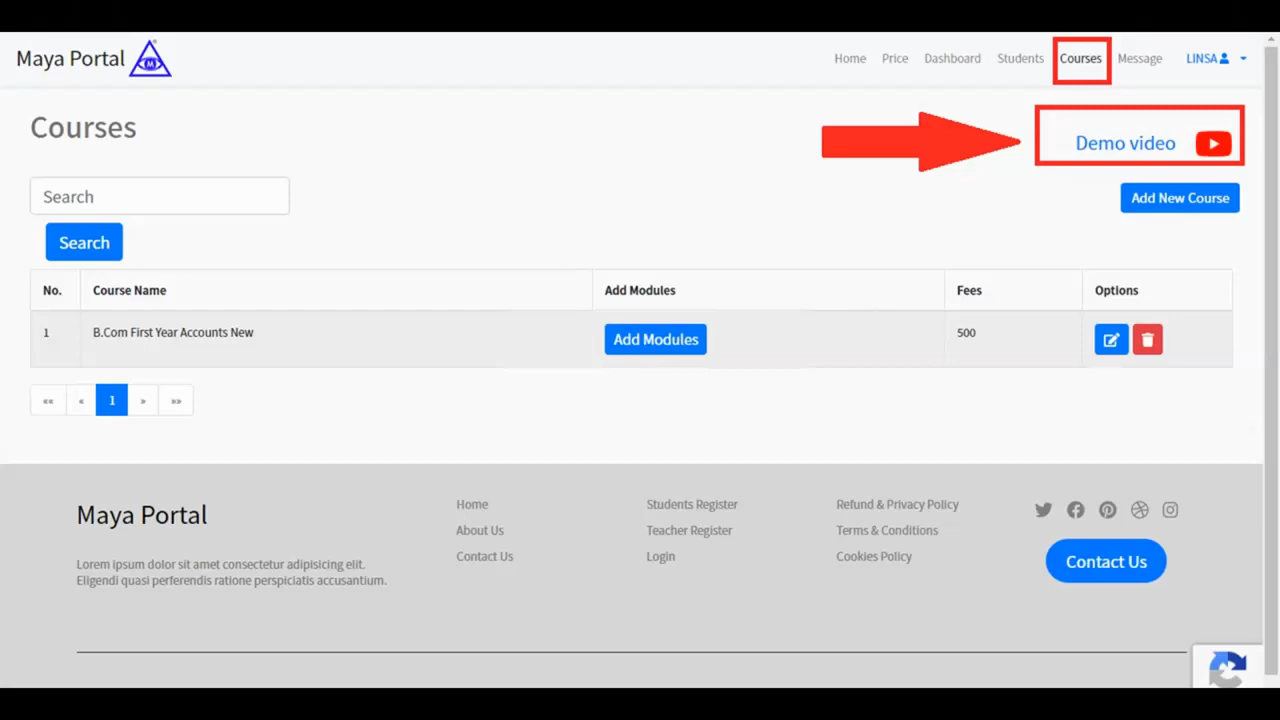 Maya Portal
M
Home Price Dashboard Students Courses Message LINSA
Courses
Demo video
Search
Add New Course
Search
No. Course Name Add Modules Fees Options
1 B.Com First Year Accounts New Add Modules 500
«« « 1 » »»
Maya Portal
Lorem ipsum dolor sit amet consectetur adipisicing elit.
Eligendi quasi perferendis ratione perspiciatis accusantium.
Home
About Us
Contact Us
Students Register
Teacher Register
Login
Refund & Privacy Policy
Terms & Conditions
Cookies Policy
Contact Us